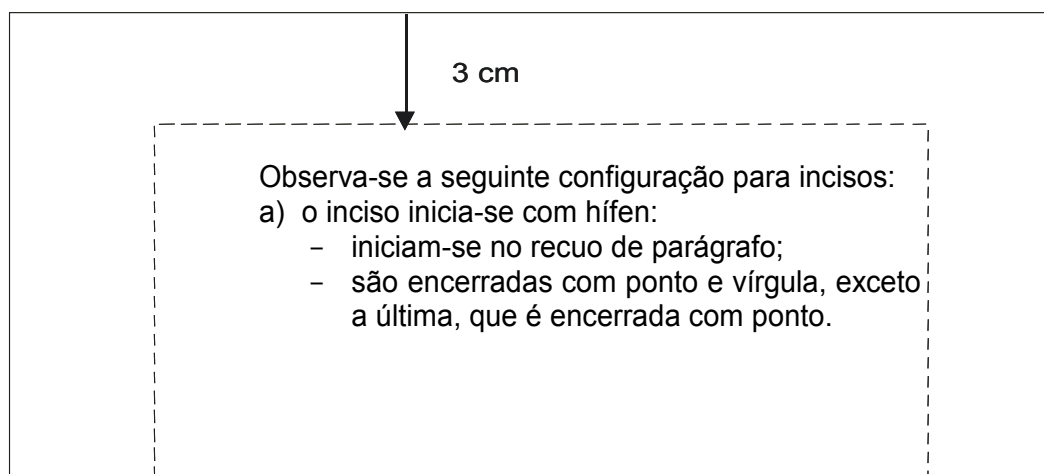 3 cm
Observa-se a seguinte configuração para incisos:
a) o inciso inicia-se com hífen:
– iniciam-se no recuo de parágrafo;
– são encerradas com ponto e vírgula, exceto
a última, que é encerrada com ponto.